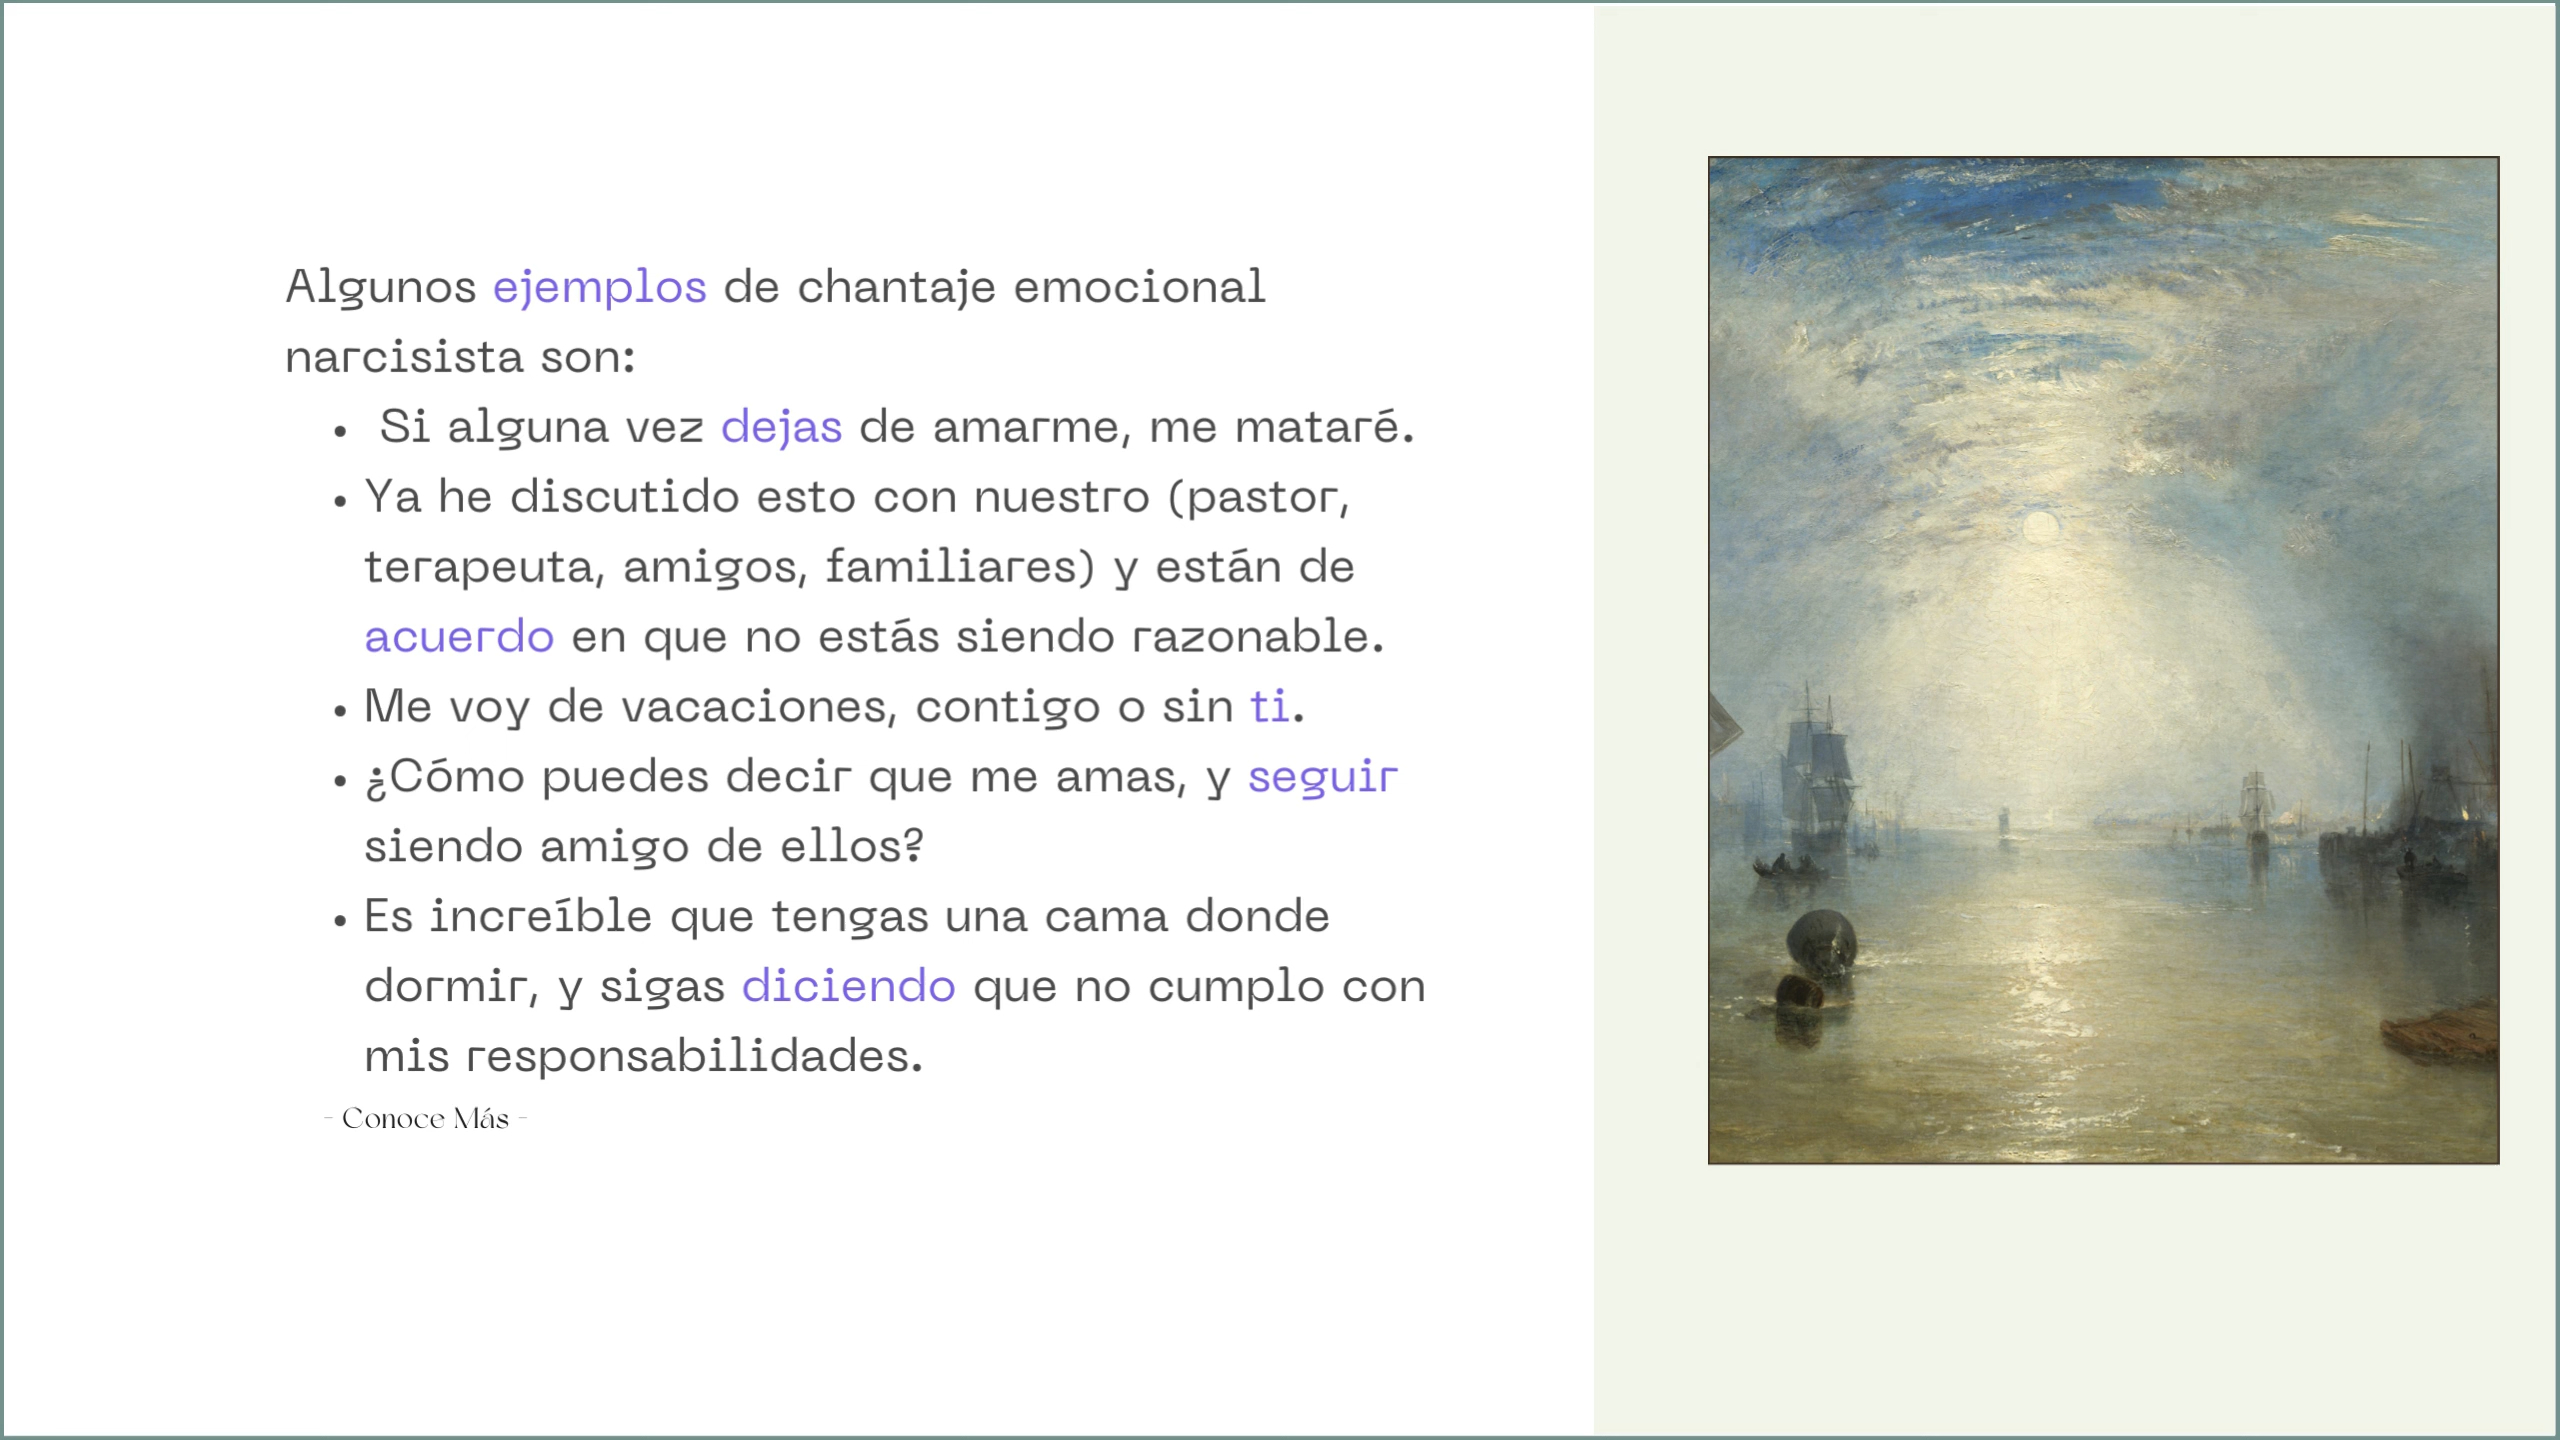 Algunos ejemplos de chantaje emocional
narcisista son:
• Si alguna vez dejas de amarme, me mataré.
• Ya he discutido esto con nuestro (pastor,
terapeuta, amigos, familiares) y están de
acuerdo en que no estás siendo razonable.
• Me voy de vacaciones, contigo o sin ti.
• ¿Cómo puedes decir que me amas, y seguir
siendo amigo de ellos?
• Es increíble que tengas una cama donde
dormir, y sigas diciendo que no cumplo con
mis responsabilidades.
- Conoce Más -